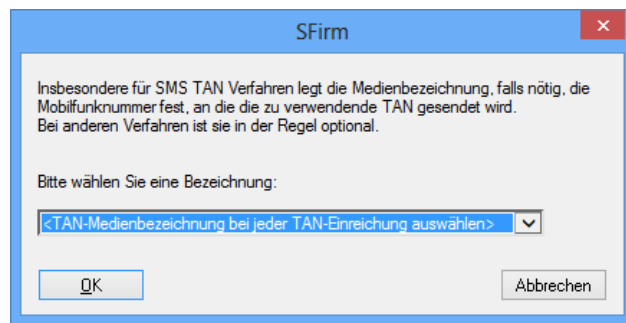 SFirm
Insbesondere für SMS TAN Verfahren legt die Medienbezeichnung, falls nötig, die
Mobilfunknummer fest, an die die zu verwendende TAN gesendet wird.
Bei anderen Verfahren ist sie in der Regel optional.
Bitte wählen Sie eine Bezeichnung:
<TAN-Medienbezeichnung bei jeder TAN-Einreichung auswählen>
OK
Abbrechen